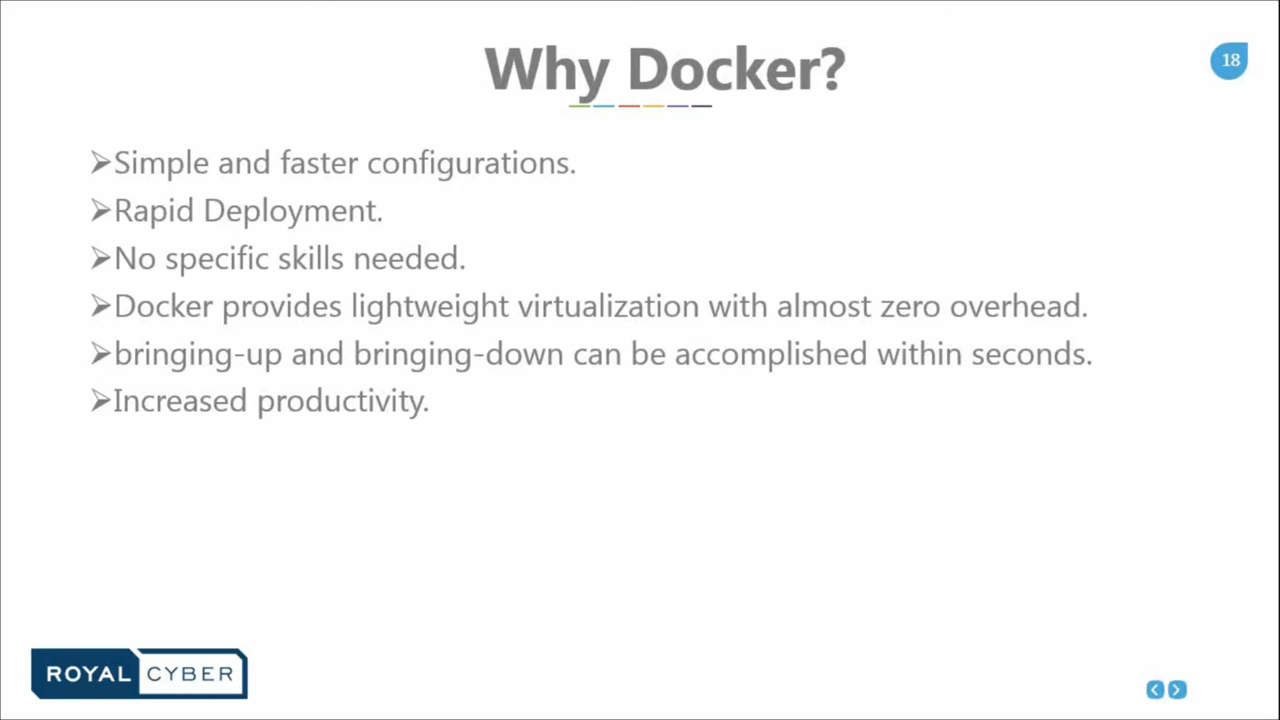 Why Docker?
18
➢Simple and faster configurations.
➢Rapid Deployment.
➢No specific skills needed.
➢Docker provides lightweight virtualization with almost zero overhead.
➢bringing-up and bringing-down can be accomplished within seconds.
➢Increased productivity.
ROYAL CYBER